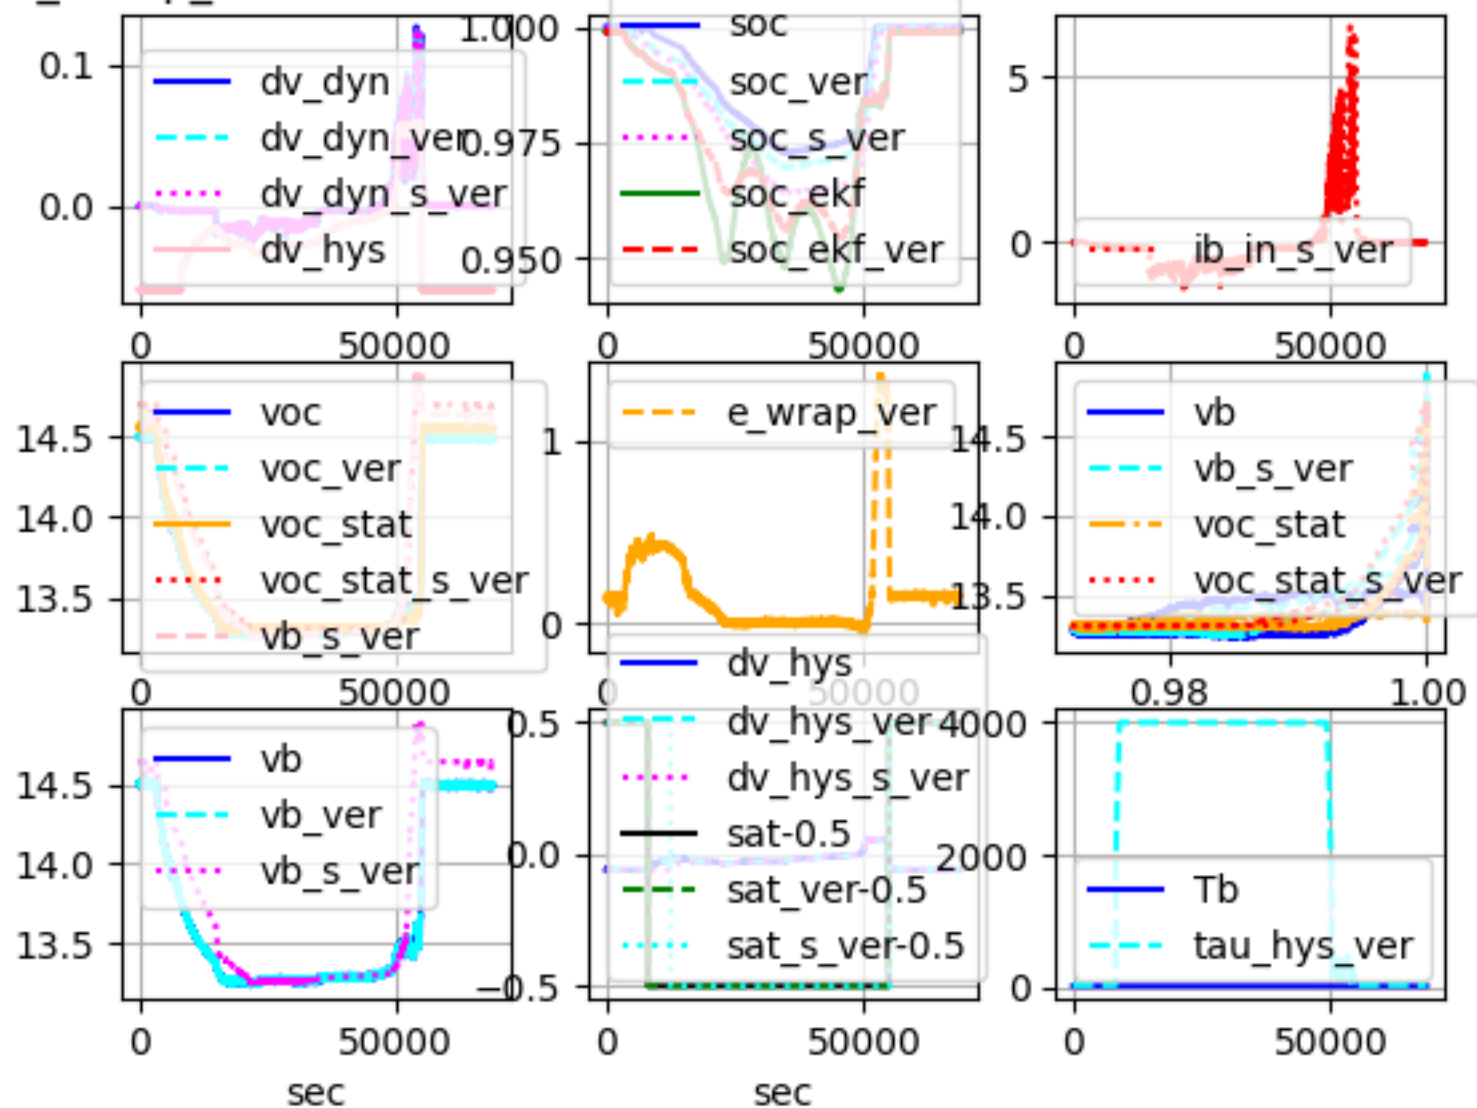 0.1
0.0
dv_dyn
dv_dyn_ver
dv_dyn_s_ver
dv_hys
0 50000
1.000
0.975
0.950
soc
soc_ver
soc_s_ver
soc_ekf
soc_ekf_ver
0 50000
5
0
ib_in_s_ver
0 50000
14.5
14.0
13.5
voc
voc_ver
voc_stat
voc_stat_s_ver
vb_s_ver
0 50000
1
0
e_wrap_ver
0 50000
14.5
14.0
13.5
vb
vb_s_ver
voc_stat
voc_stat_s_ver
0.98 1.00
14.5
14.0
13.5
vb
vb_ver
vb_s_ver
0 50000
sec
0.5
0.0
−0.5
dv_hys
dv_hys_ver
dv_hys_s_ver
sat-0.5
sat_ver-0.5
sat_s_ver-0.5
0 50000
sec
4000
2000
0
Tb
tau_hys_ver
0 50000